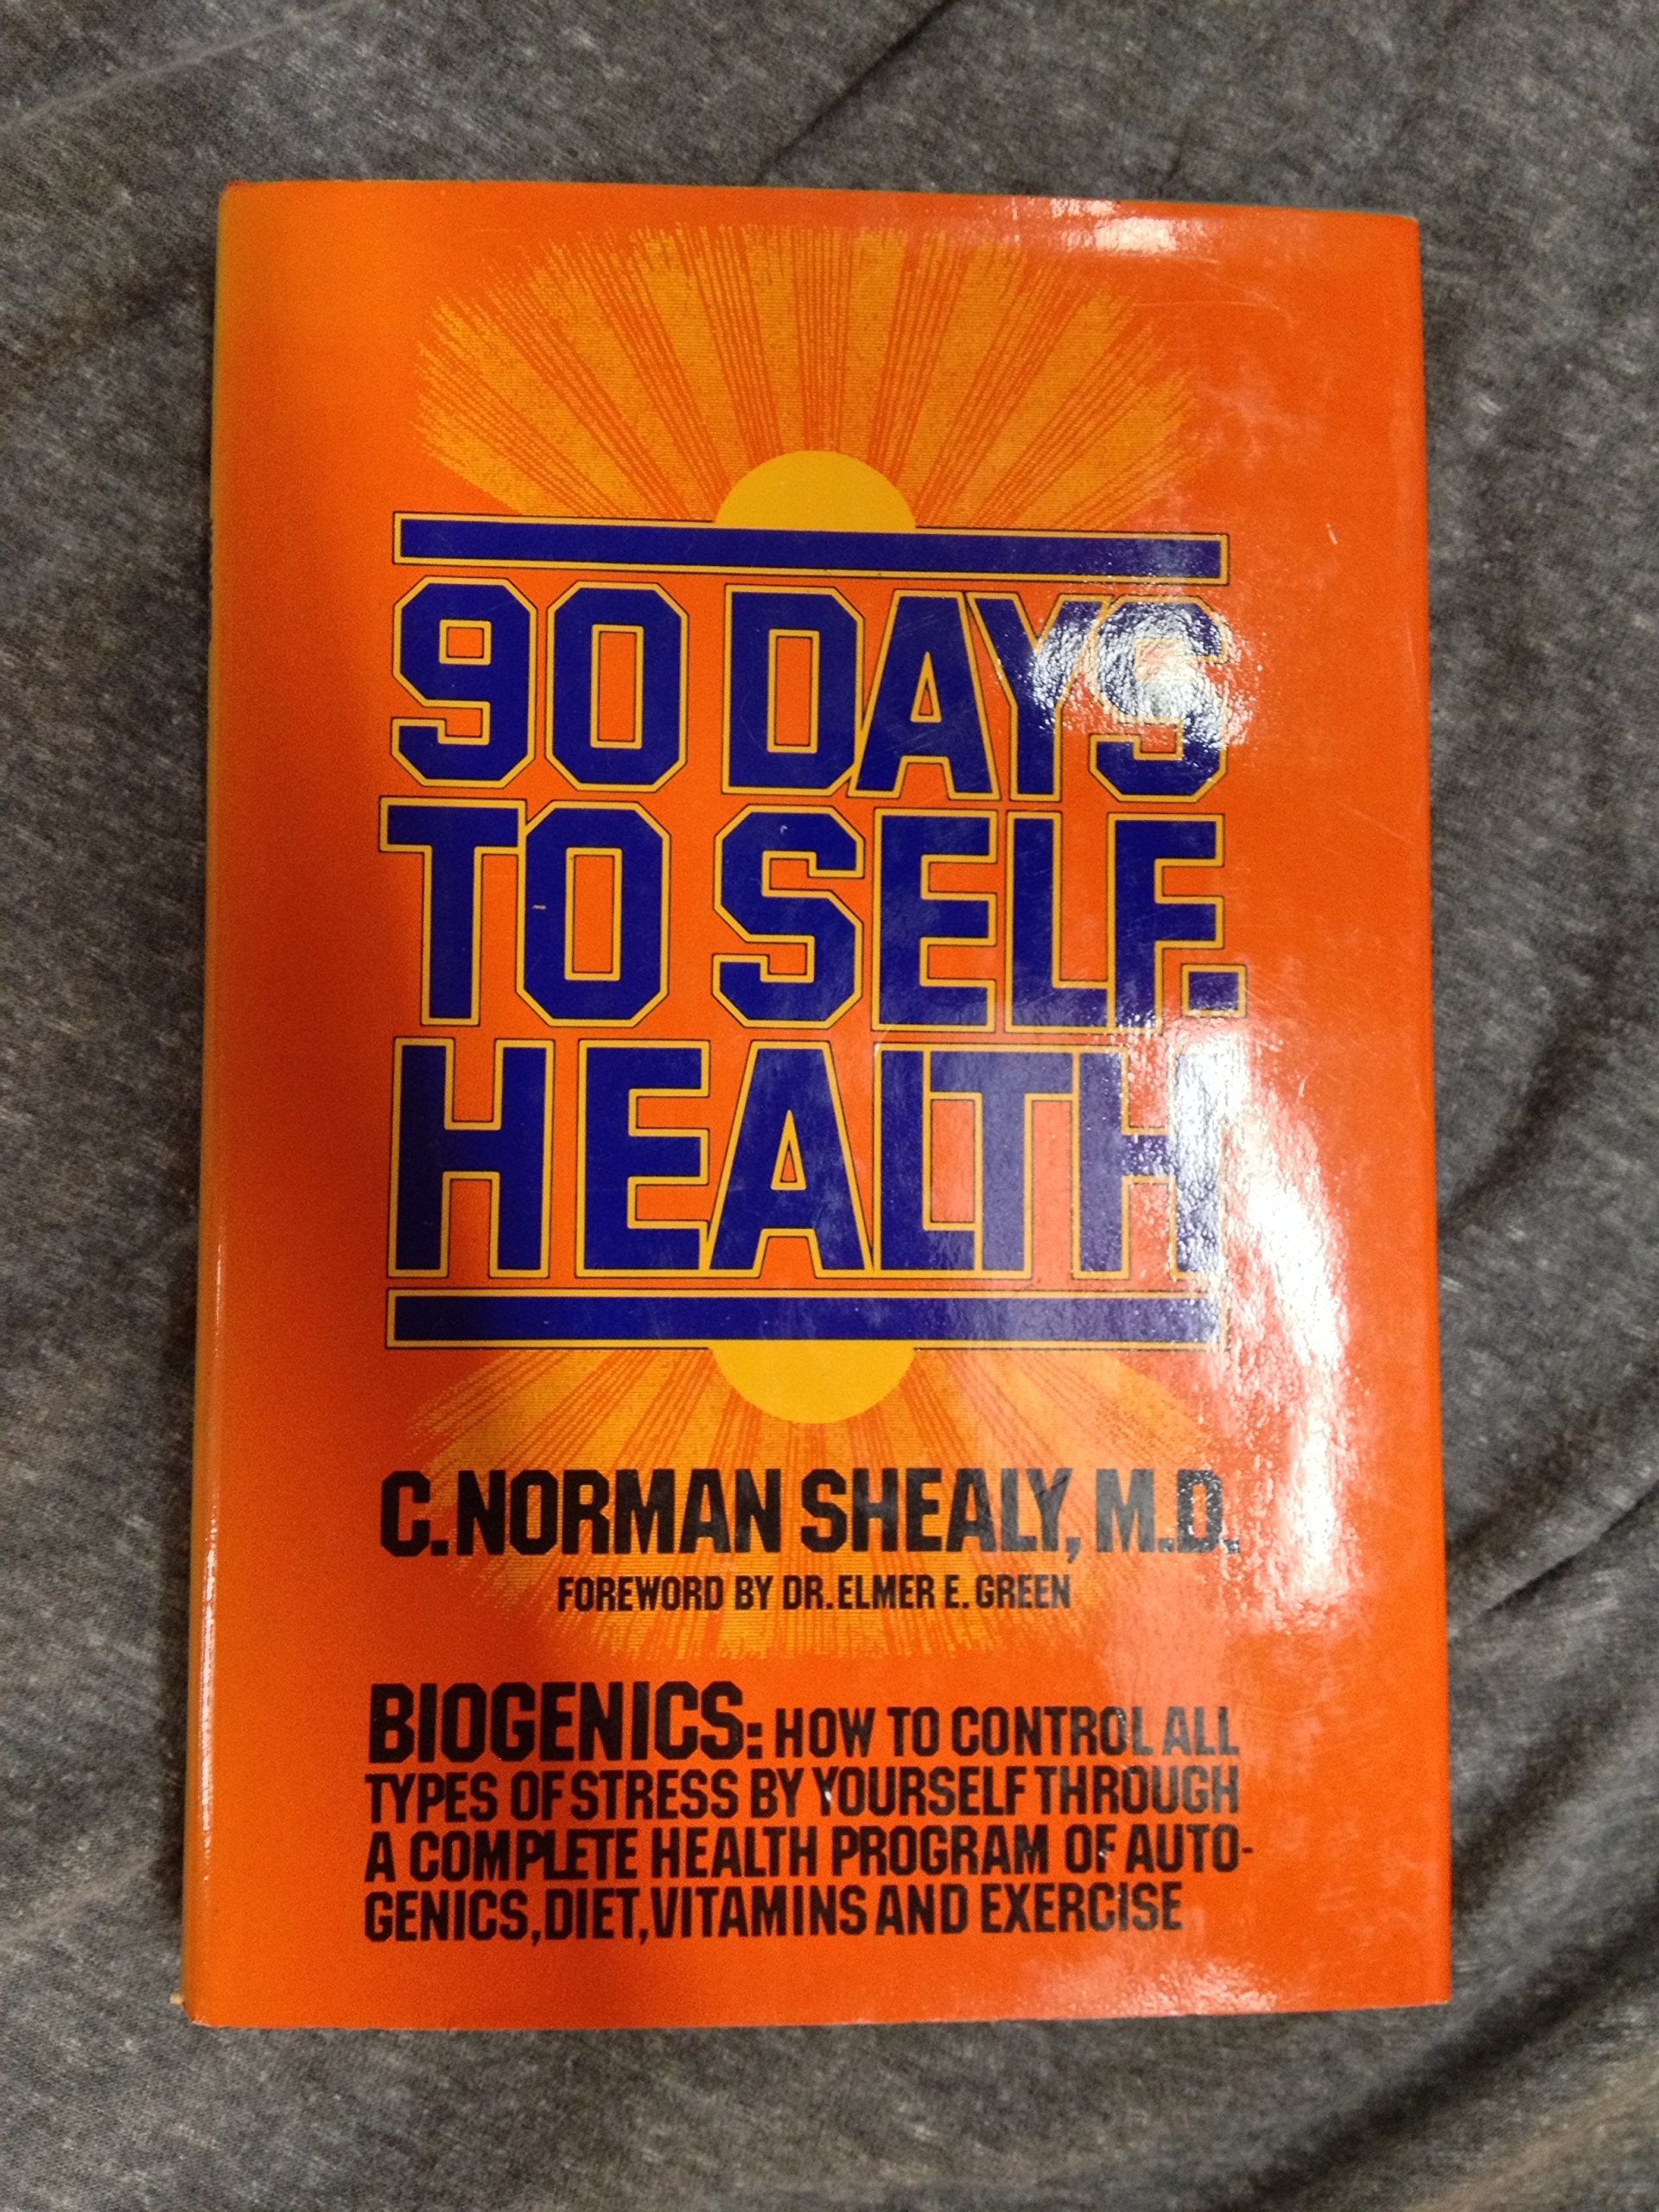 90 DAYS
TO SELF-
HEALTH
C. NORMAN SHEALY, M.D.
FOREWORD BY DR. ELMER E. GREEN
BIOGENICS: HOW TO CONTROL ALL
TYPES OF STRESS BY YOURSELF THROUGH
A COMPLETE HEALTH PROGRAM OF AUTO-
GENICS, DIET, VITAMINS AND EXERCISE